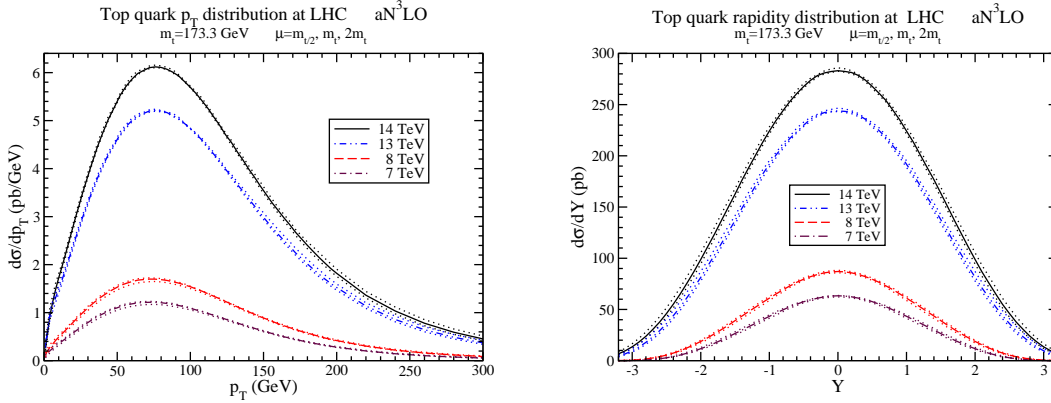 Top quark p_T distribution at LHC aN³LO
m_t=173.3 GeV μ=m_t/2, m_t, 2m_t
6
5
4
3
2
1
0
dσ/dp_T (pb/GeV)
14 TeV
13 TeV
8 TeV
7 TeV
0 50 100 150 200 250 300
p_T (GeV)
Top quark rapidity distribution at LHC aN³LO
m_t=173.3 GeV μ=m_t/2, m_t, 2m_t
300
250
200
150
100
50
0
dσ/dY (pb)
14 TeV
13 TeV
8 TeV
7 TeV
-3 -2 -1 0 1 2 3
Y